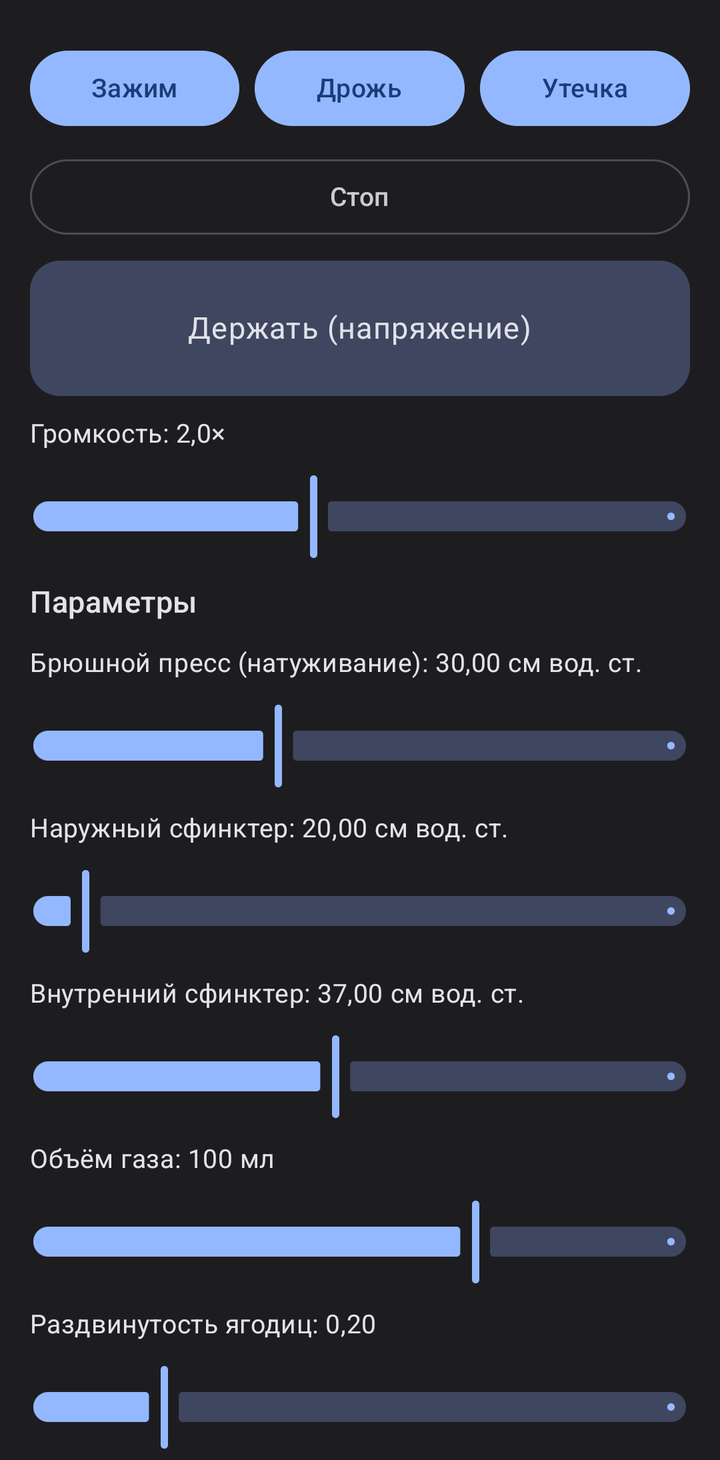 Зажим
Дрожь
Утечка
Стоп
Держать (напряжение)
Громкость: 2,0×
Параметры
Брюшной пресс (натуживание): 30,00 см вод. ст.
Наружный сфинктер: 20,00 см вод. ст.
Внутренний сфинктер: 37,00 см вод. ст.
Объём газа: 100 мл
Раздвинутость ягодиц: 0,20